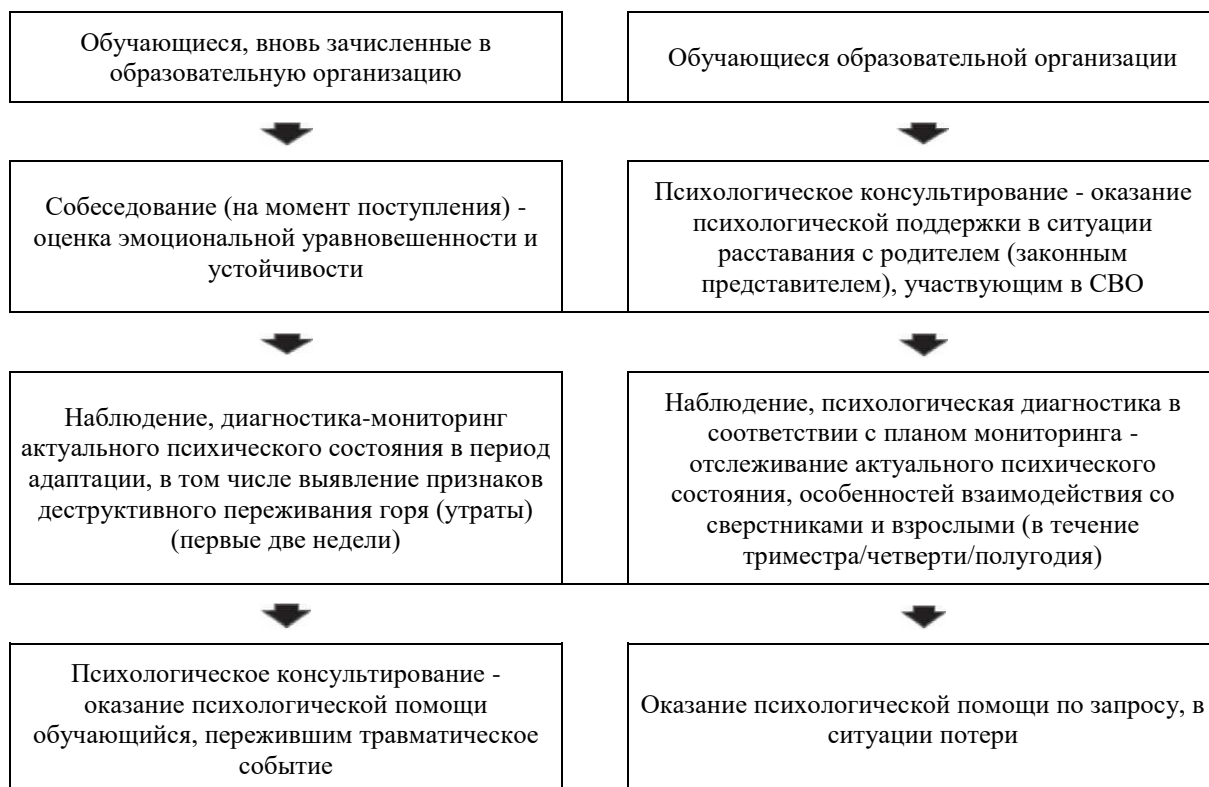 Обучающиеся, вновь зачисленные в
образовательную организацию
Обучающиеся образовательной организации
Собеседование (на момент поступления) -
оценка эмоциональной уравновешенности и
устойчивости
Психологическое консультирование - оказание
психологической поддержки в ситуации
расставания с родителем (законным
представителем), участвующим в СВО
Наблюдение, диагностика-мониторинг
актуального психического состояния в период
адаптации, в том числе выявление признаков
деструктивного переживания горя (утраты)
(первые две недели)
Наблюдение, психологическая диагностика в
соответствии с планом мониторинга -
отслеживание актуального психического
состояния, особенностей взаимодействия со
сверстниками и взрослыми (в течение
триместра/четверти/полугодия)
Психологическое консультирование -
оказание психологической помощи
обучающийся, пережившим травматическое
событие
Оказание психологической помощи по запросу, в
ситуации потери